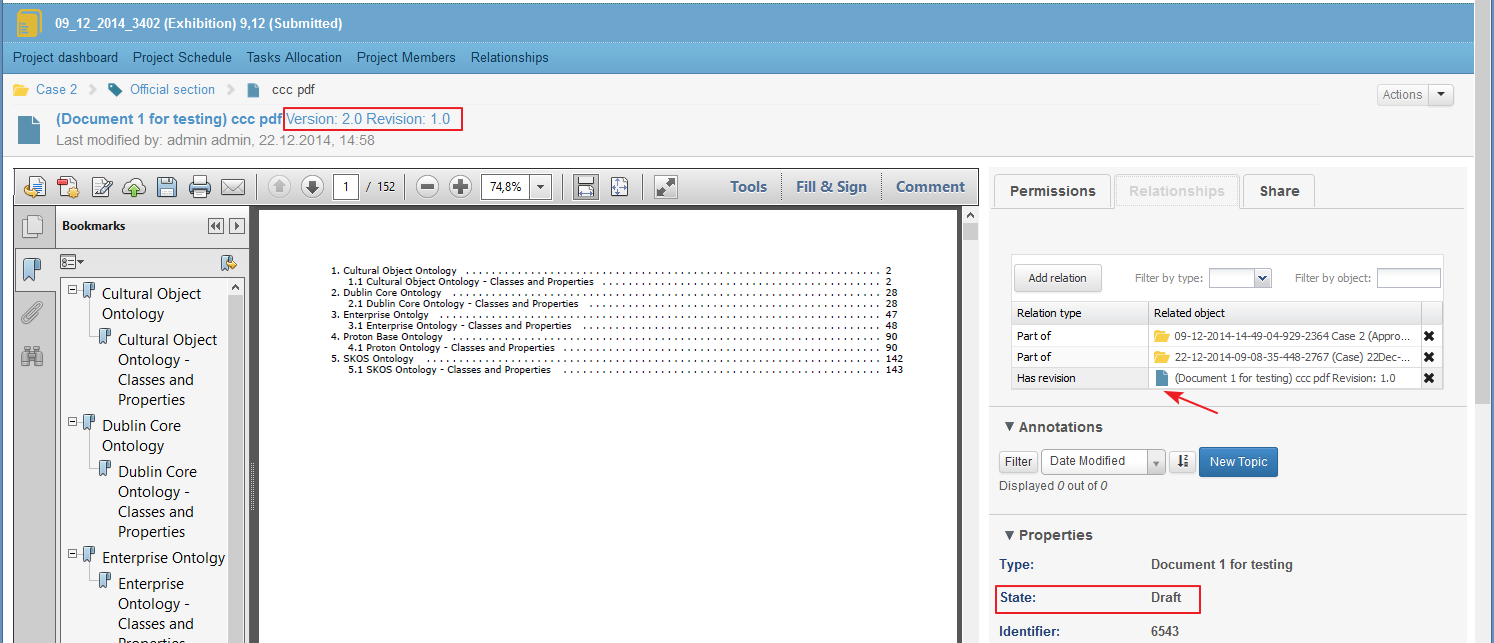 09_12_2014_3402 (Exhibition) 9,12 (Submitted)
Project dashboard Project Schedule Tasks Allocation Project Members Relationships
Case 2 Official section ccc pdf
Actions
(Document 1 for testing) ccc pdf Version: 2.0 Revision: 1.0
Last modified by: admin admin, 22.12.2014, 14:58
1 / 152 74,8% Tools Fill & Sign Comment
Bookmarks
Cultural Object
Ontology
Cultural Object
Ontology -
Classes and
Properties
Dublin Core
Ontology
Dublin Core
Ontology -
Classes and
Properties
Enterprise Ontolgy
Enterprise
Ontology -
Classes and
Properties
1. Cultural Object Ontology 2
1.1 Cultural Object Ontology - Classes and Properties 2
2. Dublin Core Ontology 28
2.1 Dublin Core Ontology - Classes and Properties 28
3. Enterprise Ontolgy 47
3.1 Enterprise Ontology - Classes and Properties 48
4. Proton Base Ontology 90
4.1 Proton Ontology - Classes and Properties 90
5. SKOS Ontology 142
5.1 SKOS Ontology - Classes and Properties 143
Permissions Relationships Share
Add relation Filter by type: Filter by object:
Relation type Related object
Part of 09-12-2014-14-49-04-929-2364 Case 2 (Appro...
Part of 22-12-2014-09-08-35-448-2767 (Case) 22Dec-...
Has revision (Document 1 for testing) ccc pdf Revision: 1.0
Annotations
Filter Date Modified New Topic
Displayed 0 out of 0
Properties
Type: Document 1 for testing
State: Draft
Identifier: 6543